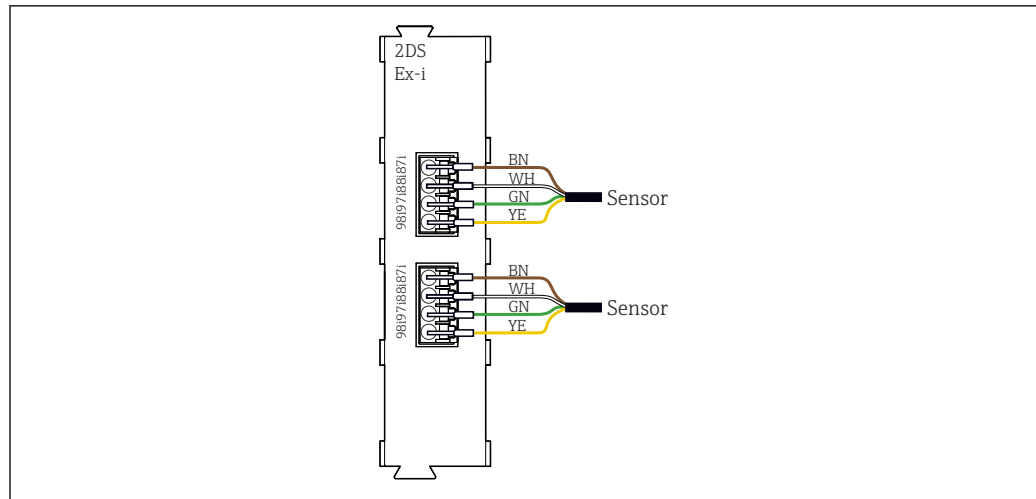 2DS
Ex-i
98i97i88i87i
BN
WH
GN
YE
Sensor
98i97i88i87i
BN
WH
GN
YE
Sensor